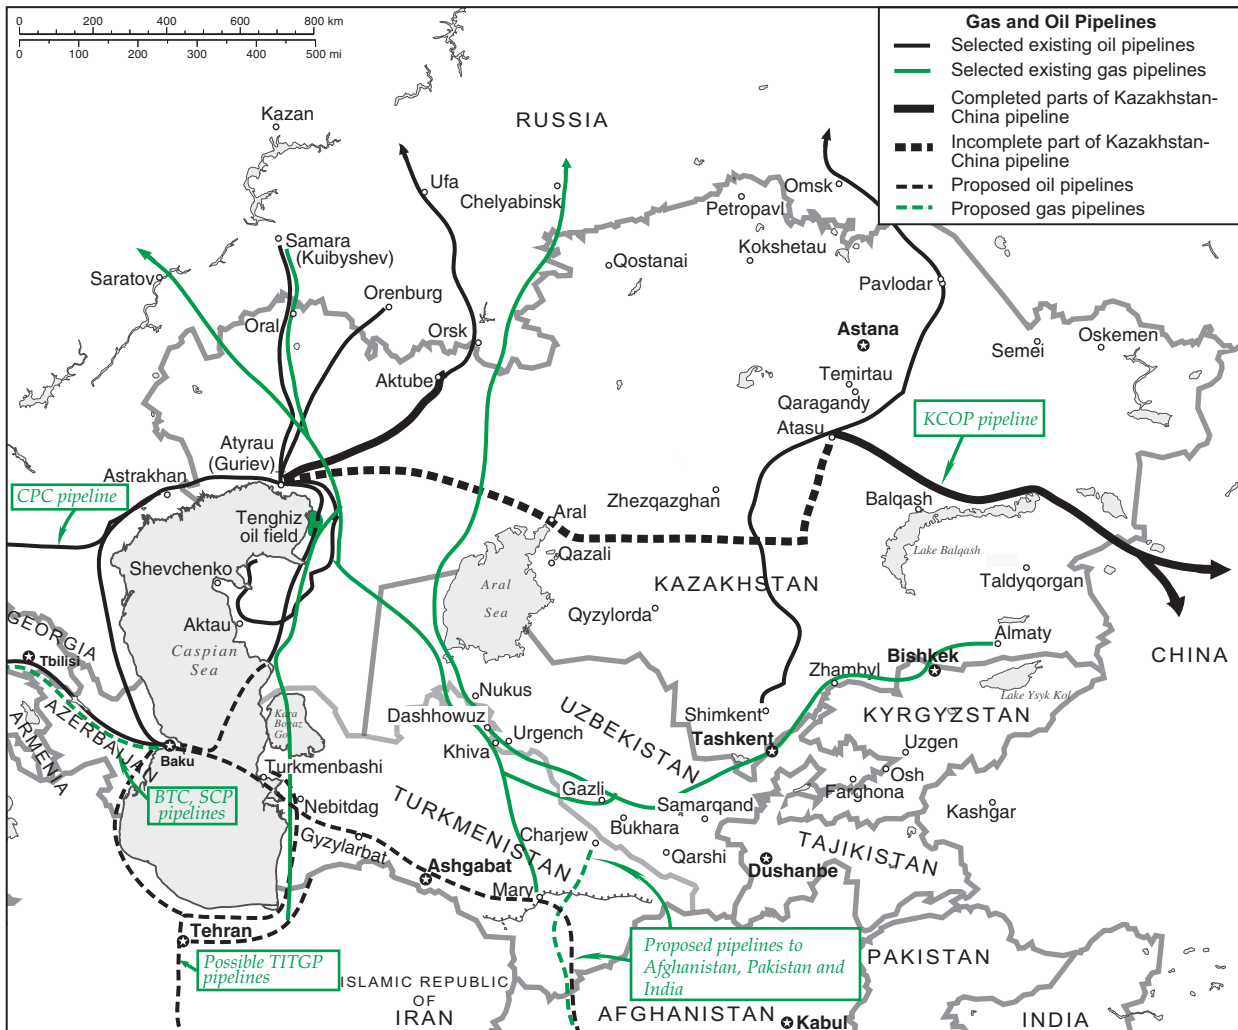 0 200 400 600 800 km
0 100 200 300 500 mi
Gas and Oil Pipelines
Selected existing oil pipelines
Selected existing gas pipelines
Completed parts of Kazakhstan-
China pipeline
Incomplete part of Kazakhstan-
China pipeline
Proposed oil pipelines
Proposed gas pipelines
Kazan
RUSSIA
Ufa
Chelyabinsk
Omsk
Petropavl
Samara
(Kuibyshev)
Kokshetau
Saratov
Qostanai
Orenburg
Pavlodar
Oral
Orsk
Astana
Semei
Oskemen
Aktube
Temirtau
Qaragandy
Atasu
KCOP pipeline
Atyrau
(Guriev)
Astrakhan
CPC pipeline
Zhezqazghan
Balqash
Tenghiz
oil field
Aral
Qazali
Lake Balqash
Shevchenko
Aral
Sea
KAZAKHSTAN
Taldyqorgan
Qyzylorda
Aktau
GEORGIA
Caspian
Sea
Almaty
Tbilisi
Bishkek
CHINA
Zhambyl
Nukus
Lake Ysyk Kol
AZERBAIJAN
ARMENIA
Kara
Bogaz
Gol
Dashhowuz
Urgench
Khiva
UZBEKISTAN
Shimkent
Tashkent
KYRGYZSTAN
Uzgen
Baku
Turkmenbashi
Osh
Farghona
BTC, SCP
pipelines
Nebitdag
Gazli
Samarqand
Kashgar
Gyzylarbat
TURKMENISTAN
Bukhara
Charjew
Qarshi
TAJIKISTAN
Ashgabat
Dushanbe
Mary
Tehran
Possible TITGP
pipelines
Proposed pipelines to
Afghanistan, Pakistan and
India
PAKISTAN
ISLAMIC REPUBLIC
OF
IRAN
AFGHANISTAN
Kabul
INDIA